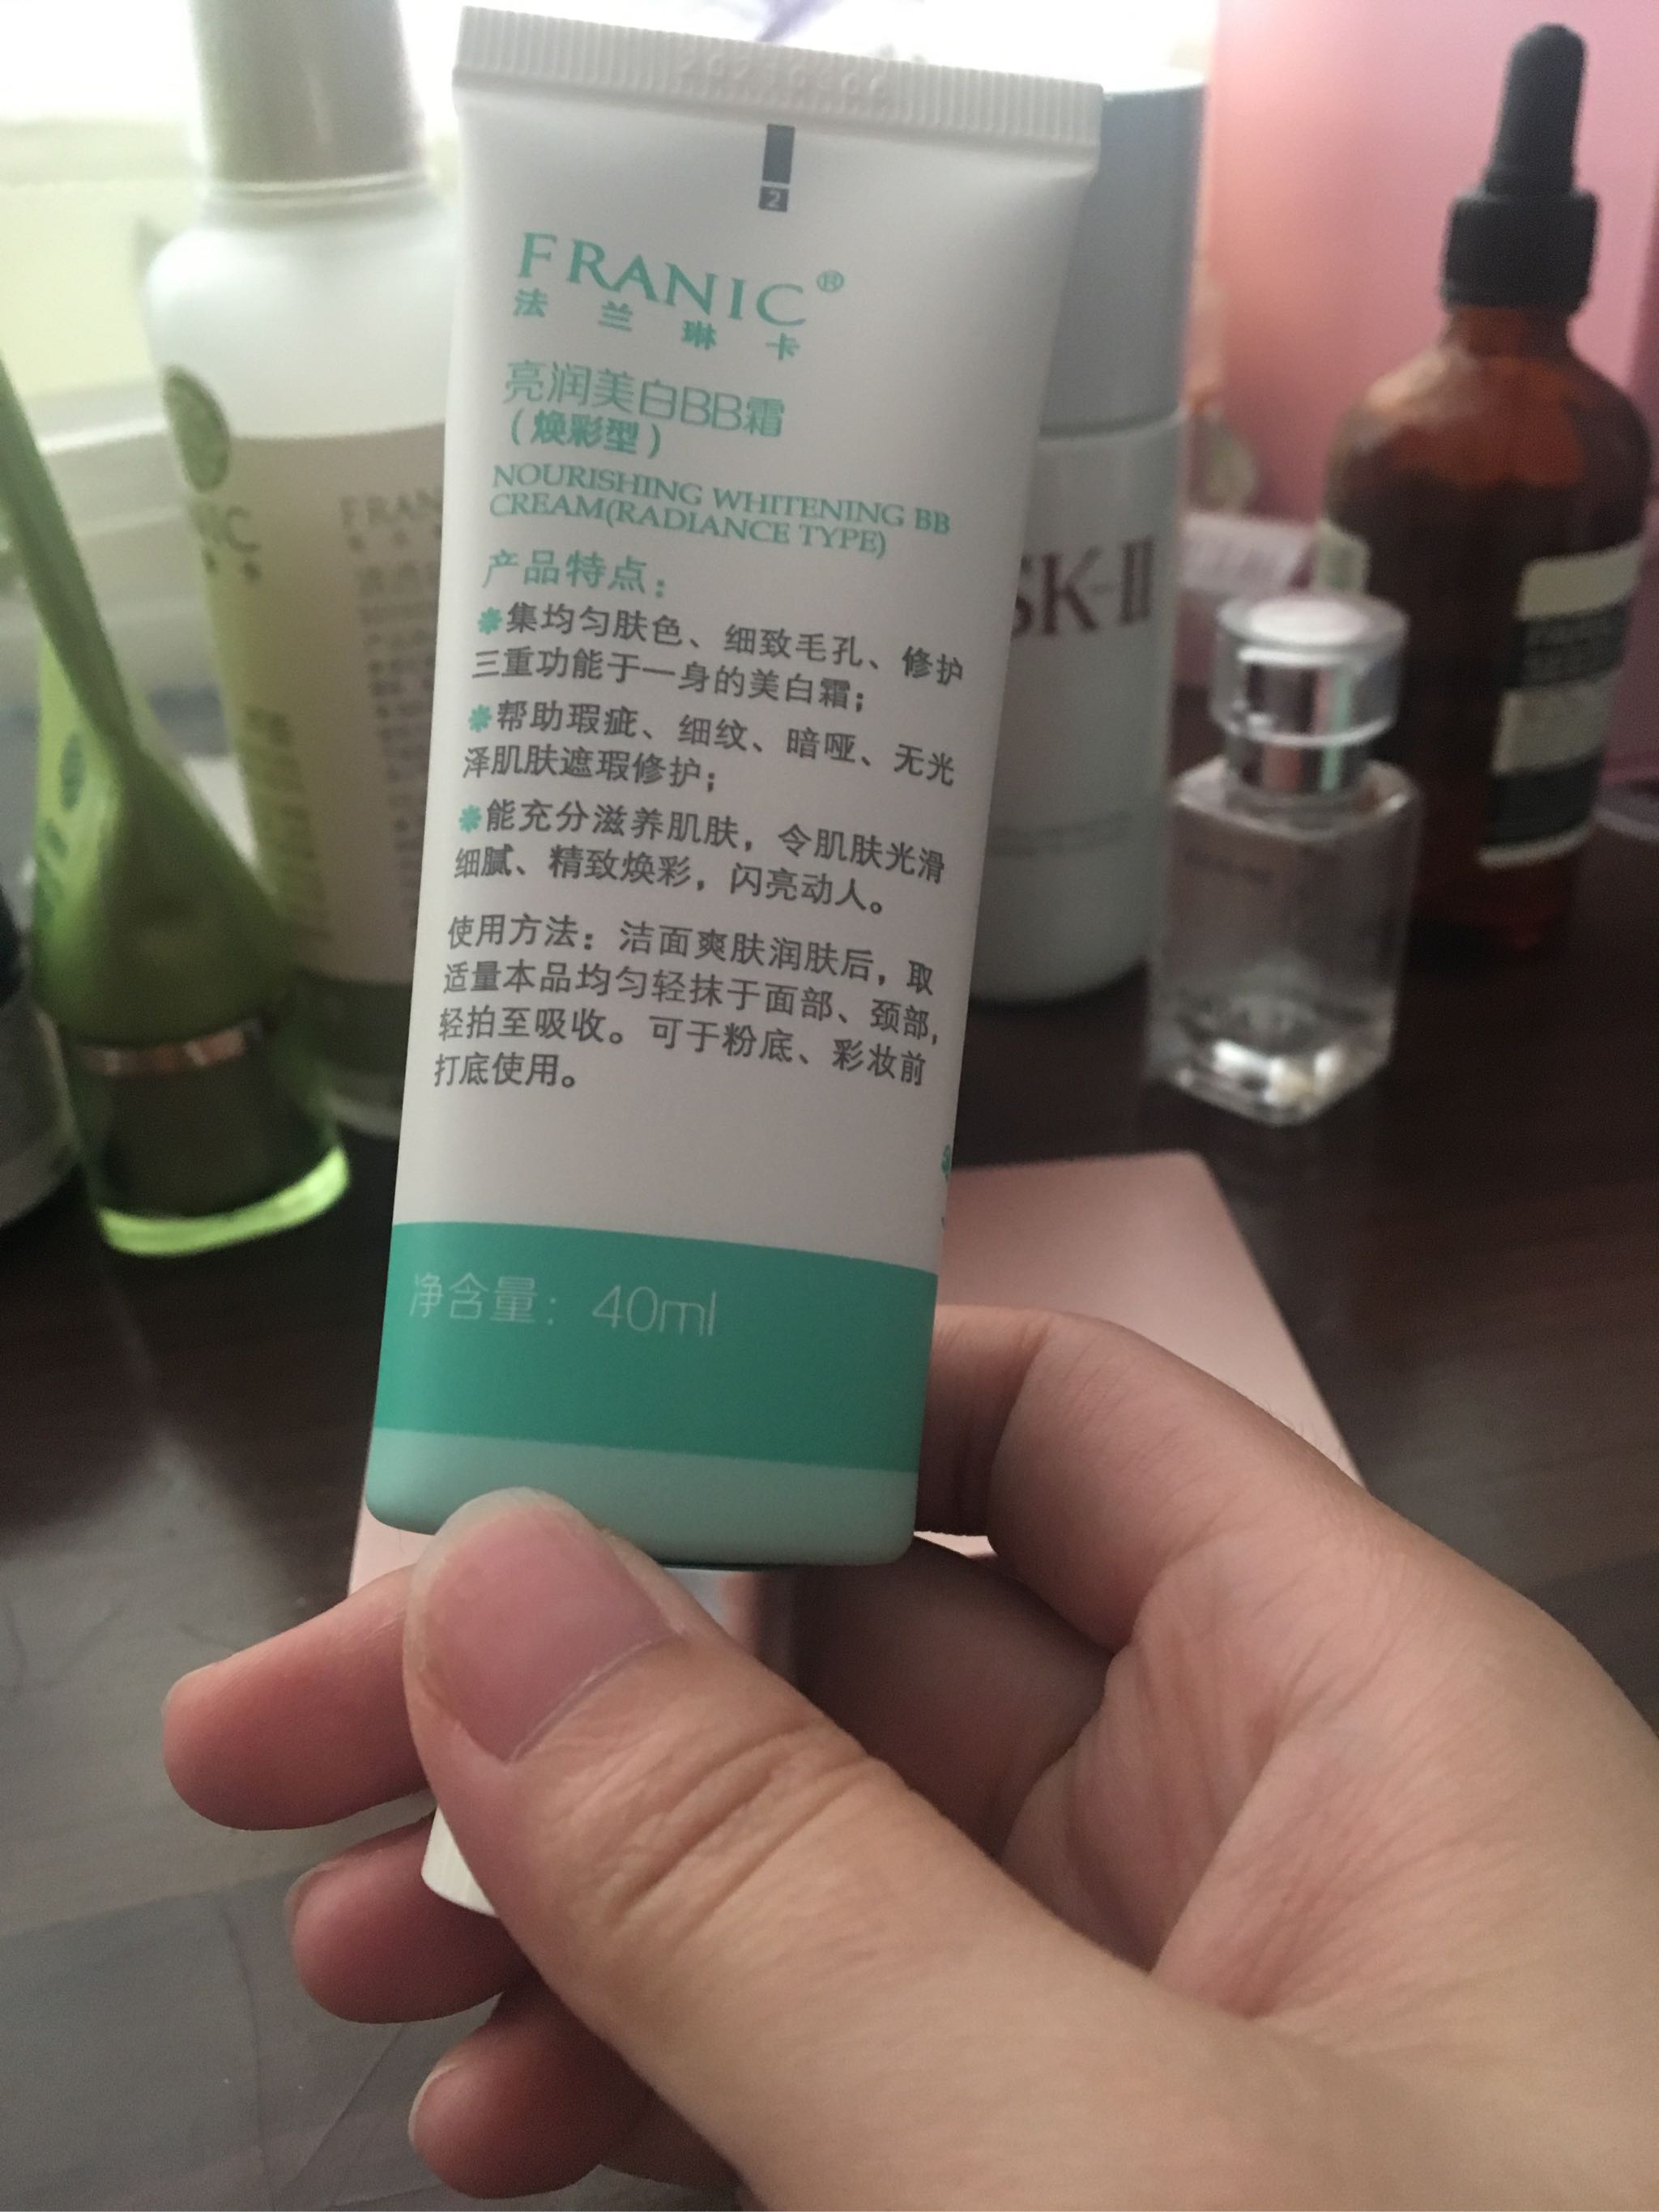 2
FRANIC®
法兰琳卡
亮润美白BB霜
(焕彩型)
NOURISHING WHITENING BB
CREAM(RADIANCE TYPE)
产品特点:
集均匀肤色、细致毛孔、修护
三重功能于一身的美白霜;
帮助瑕疵、细纹、暗哑、无光
泽肌肤遮瑕修护;
能充分滋养肌肤,令肌肤光滑
细腻、精致焕彩,闪亮动人。
使用方法:洁面爽肤润肤后,取
适量本品均匀轻抹于面部、颈部,
轻拍至吸收。可于粉底、彩妆前
打底使用。
净含量:40ml
SK-II
FRANIC